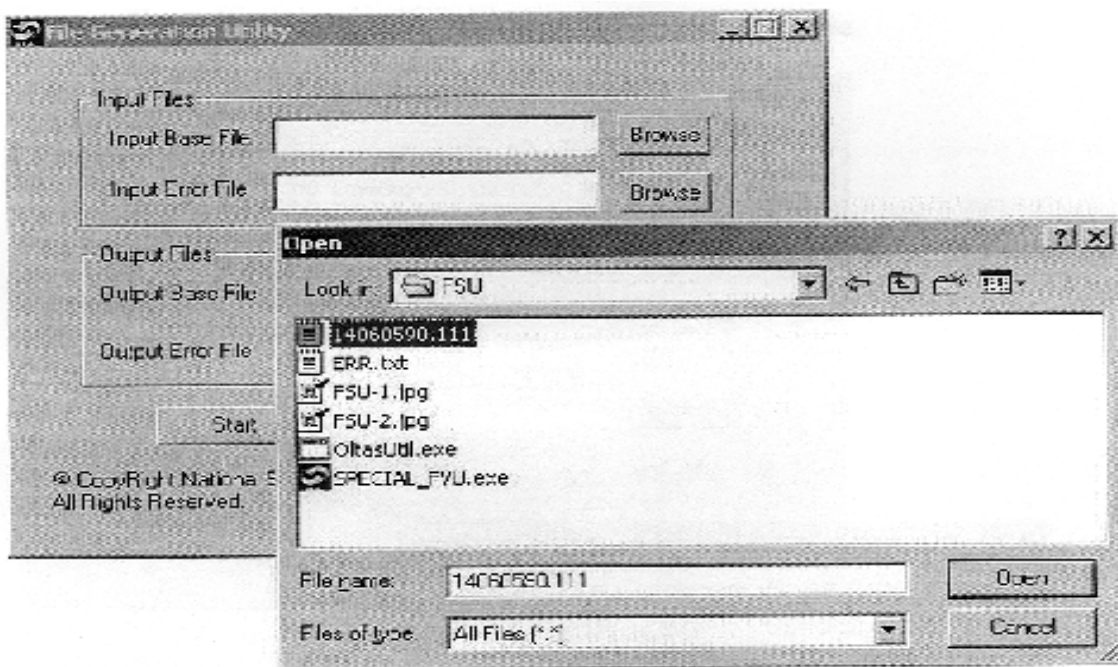 File Generation Utility
Input Files
Input Base File
Browse
Input Error File
Browse
Output Files
Output Base File
Output Error File
Start
© CopyRight National S
All Rights Reserved.
Open
Look in: FSU
14060590.111
ERR.txt
FSU-1.jpg
FSU-2.jpg
OltasUtil.exe
SPECIAL_FVU.exe
File name: 14060590.111
Open
Files of type: All Files (*.*)
Cancel